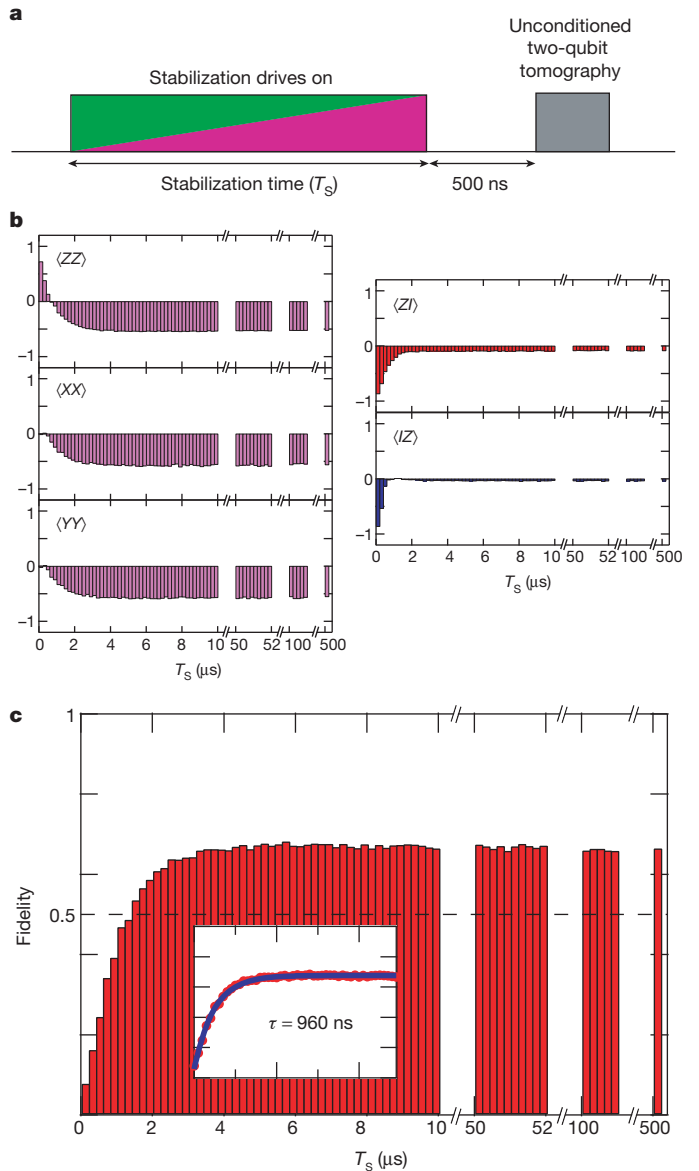 a
Stabilization drives on
Unconditioned
two-qubit
tomography
Stabilization time (T_S)
500 ns
b
⟨ZZ⟩
1
0
−1
⟨XX⟩
1
0
−1
⟨YY⟩
1
0
−1
0 2 4 6 8 10 50 52 100 500
T_S (μs)
⟨ZI⟩
1
0
−1
⟨IZ⟩
1
0
−1
0 2 4 6 8 10 50 52 100 500
T_S (μs)
c
1
0.5
Fidelity
τ = 960 ns
0 2 4 6 8 10 50 52 100 500
T_S (μs)